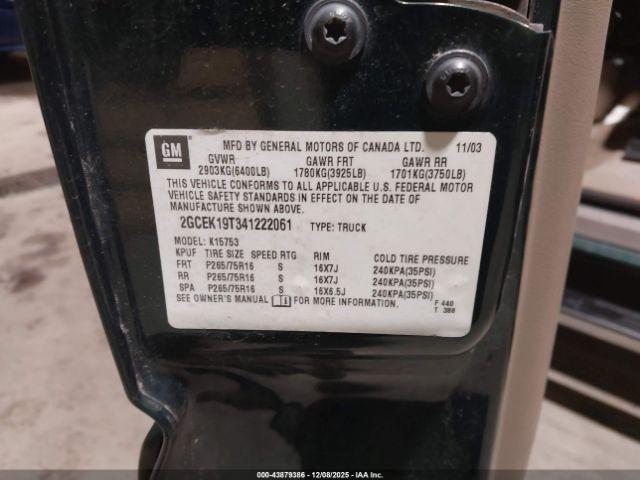 GM
MFD BY GENERAL MOTORS OF CANADA LTD. 11/03
GVWR GAWR FRT GAWR RR
2903KG(6400LB) 1780KG(3925LB) 1701KG(3750LB)
THIS VEHICLE CONFORMS TO ALL APPLICABLE U.S. FEDERAL MOTOR
VEHICLE SAFETY STANDARDS IN EFFECT ON THE DATE OF
MANUFACTURE SHOWN ABOVE.
2GCEK19T341222061 TYPE: TRUCK
MODEL: K15753
KPUF TIRE SIZE SPEED RTG RIM COLD TIRE PRESSURE
FRT P265/75R16 S 16X7J 240KPA(35PSI)
RR P265/75R16 S 16X7J 240KPA(35PSI)
SPA P265/75R16 S 16X6.5J 240KPA(35PSI)
SEE OWNER'S MANUAL FOR MORE INFORMATION.
F 440
T 388
000-43879386 - 12/08/2025 - IAAI, Inc.